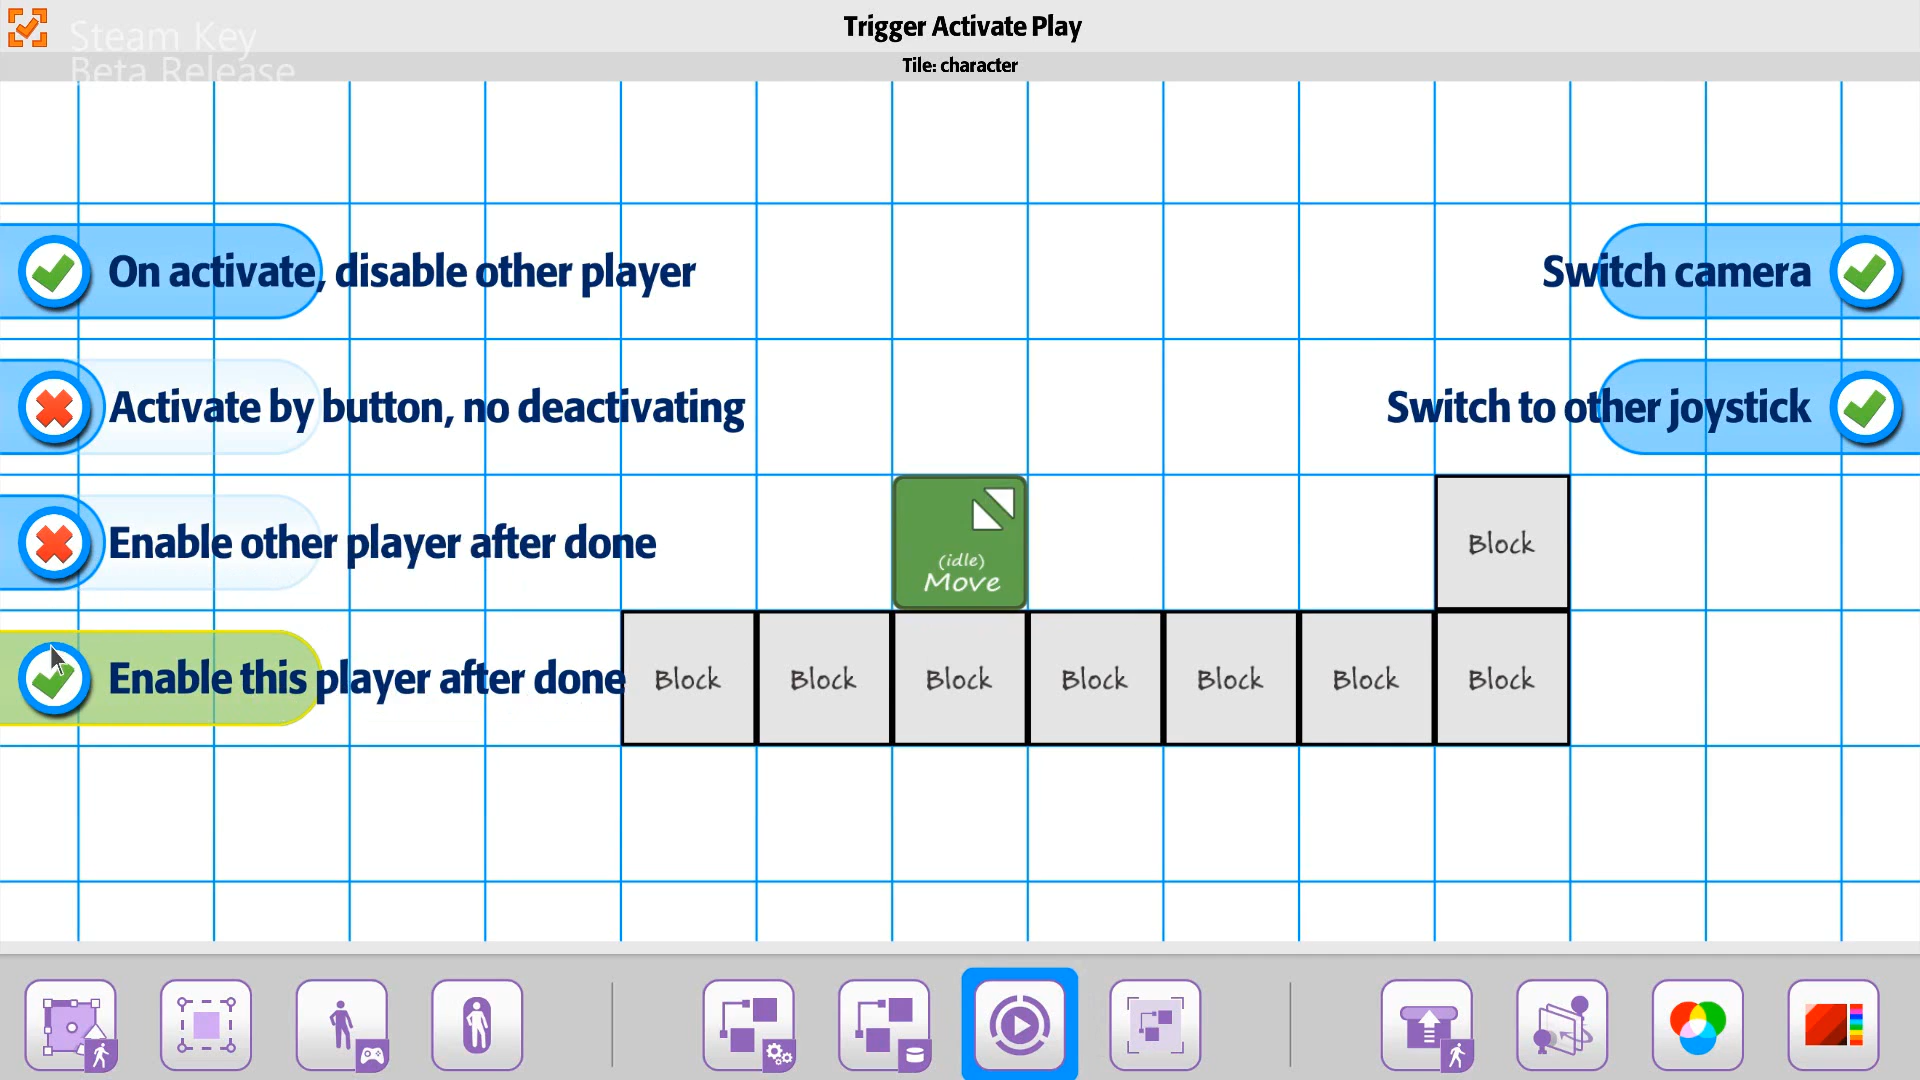 Trigger Activate Play
Steam Key
Beta Release
Tile: character
On activate, disable other player
Switch camera
Activate by button, no deactivating
Switch to other joystick
Enable other player after done
(idle)
Move
Block
Enable this player after done
Block Block Block Block Block Block Block